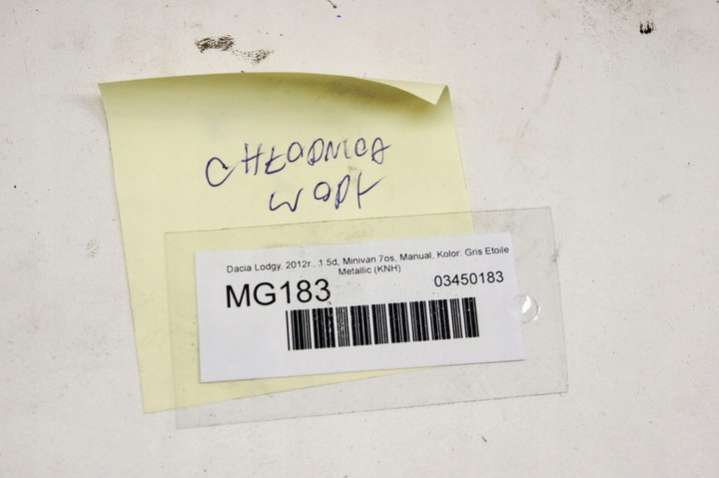 CHŁODNICA
WODY
Dacia Lodgy, 2012r., 1.5d, Minivan 7os, Manual, Kolor: Gris Etoile
Metallic (KNH)
MG183
03450183